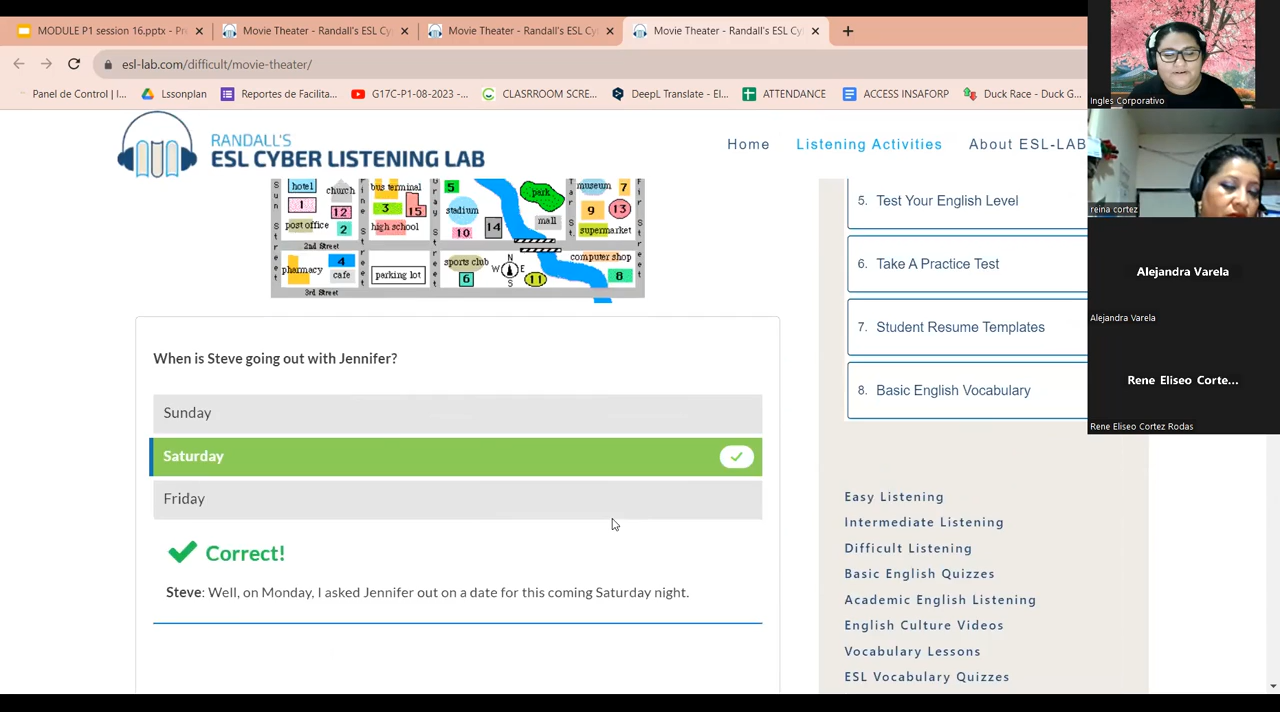 MODULE P1 session 16.pptx - Pr
Movie Theater - Randall's ESL Cy
Movie Theater - Randall's ESL Cy
Movie Theater - Randall's ESL Cy
esl-lab.com/difficult/movie-theater/
Panel de Control | I...
Lssonplan
Reportes de Facilita...
G17C-P1-08-2023 -...
CLASRROOM SCRE...
DeepL Translate - El...
ATTENDANCE
ACCESS INSAFORP
Duck Race - Duck G...
Ingles Corporativo
RANDALL'S
ESL CYBER LISTENING LAB
Home
Listening Activities
About ESL-LAB
reina cortez
hotel
church
bus terminal
5
park
museum
7
1
12
3
15
stadium
9
13
post office
2
high school
10
14
mall
supermarket
2nd Street
pharmacy
4
cafe
parking lot
sports club
6
N
W
E
S
11
computer shop
8
3rd Street
5. Test Your English Level
6. Take A Practice Test
7. Student Resume Templates
8. Basic English Vocabulary
Alejandra Varela
Alejandra Varela
Rene Eliseo Corte...
Rene Eliseo Cortez Rodas
When is Steve going out with Jennifer?
Sunday
Saturday
Friday
Correct!
Steve: Well, on Monday, I asked Jennifer out on a date for this coming Saturday night.
Easy Listening
Intermediate Listening
Difficult Listening
Basic English Quizzes
Academic English Listening
English Culture Videos
Vocabulary Lessons
ESL Vocabulary Quizzes